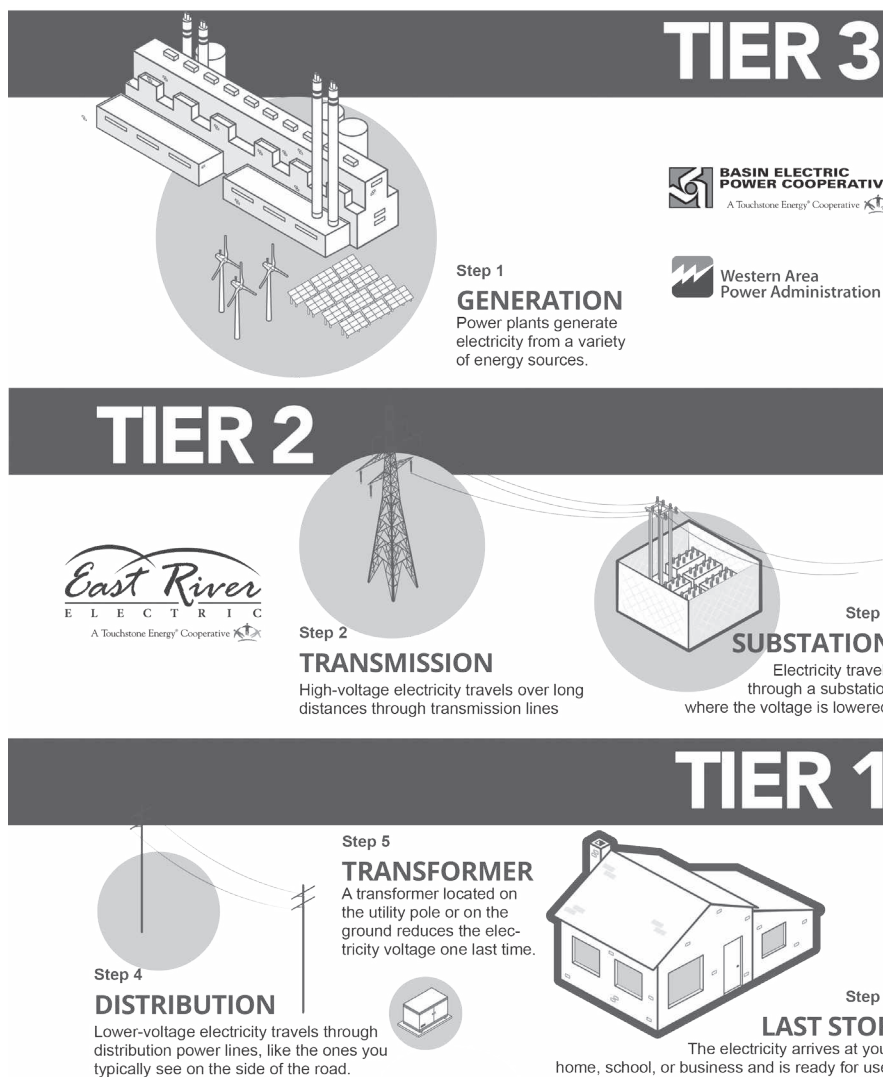 TIER 3
BASIN ELECTRIC
POWER COOPERATIV
A Touchstone Energy® Cooperative
Western Area
Power Administration
Step 1
GENERATION
Power plants generate
electricity from a variety
of energy sources.
TIER 2
East River
ELECTRIC
A Touchstone Energy® Cooperative
Step 2
TRANSMISSION
High-voltage electricity travels over long
distances through transmission lines
Step
SUBSTATION
Electricity travel
through a substatio
where the voltage is lowered
TIER 1
Step 5
TRANSFORMER
A transformer located on
the utility pole or on the
ground reduces the elec-
tricity voltage one last time.
Step 4
DISTRIBUTION
Lower-voltage electricity travels through
distribution power lines, like the ones you
typically see on the side of the road.
Step
LAST STO
The electricity arrives at you
home, school, or business and is ready for use